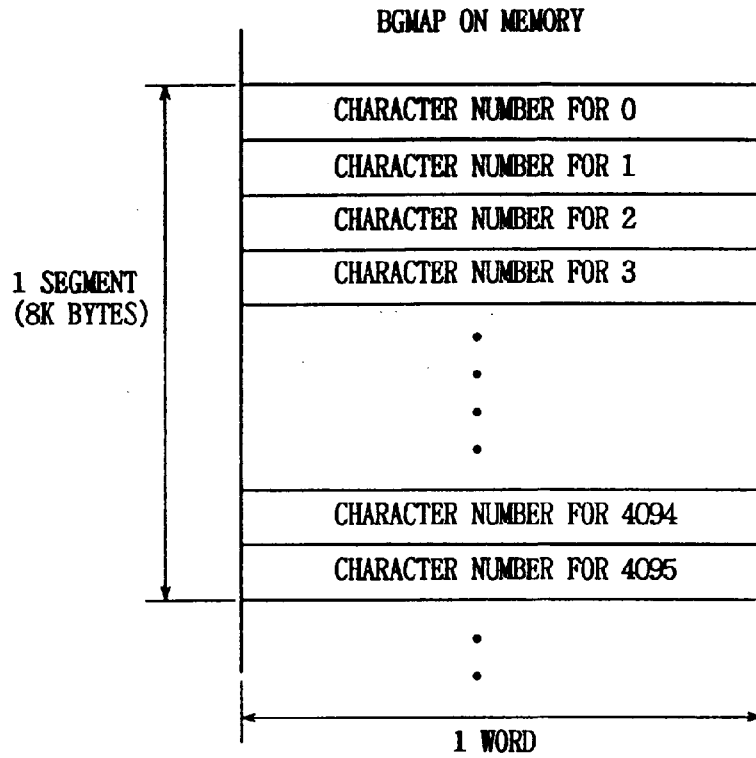 BGMAP ON MEMORY
CHARACTER NUMBER FOR 0
CHARACTER NUMBER FOR 1
CHARACTER NUMBER FOR 2
CHARACTER NUMBER FOR 3
1 SEGMENT
(8K BYTES)
CHARACTER NUMBER FOR 4094
CHARACTER NUMBER FOR 4095
1 WORD